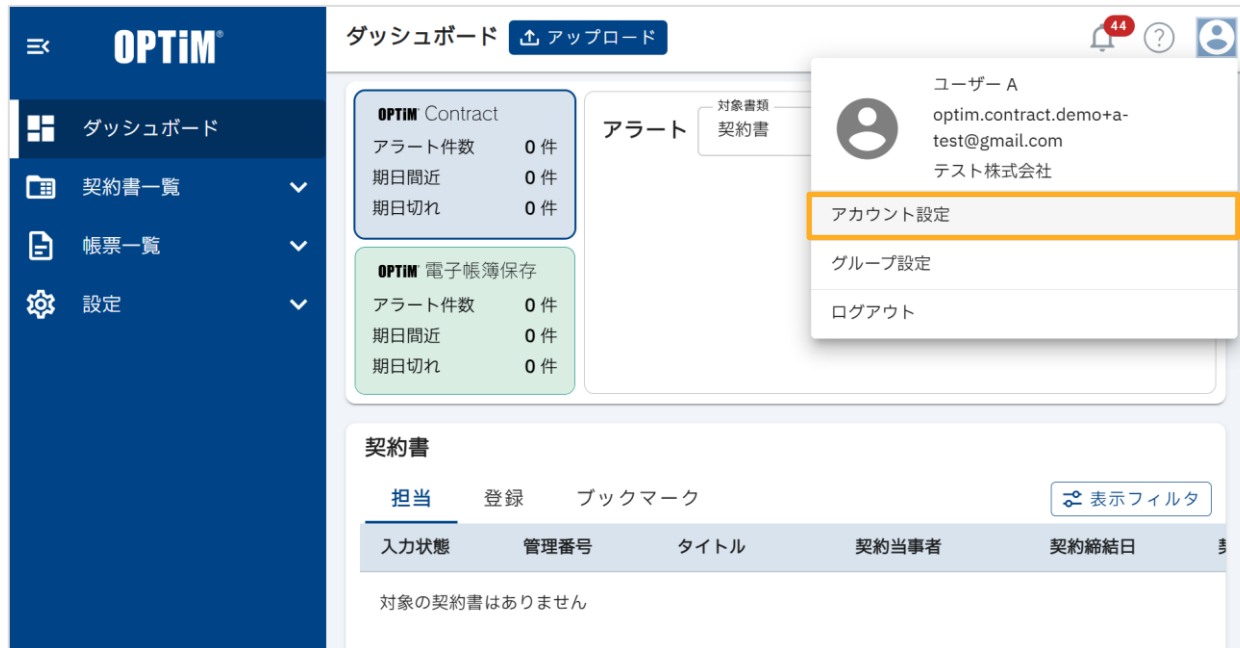 OPTiM®
ダッシュボード
契約書一覧
帳票一覧
設定
ダッシュボード
アップロード
44
?
ユーザー A
optim.contract.demo+a-
test@gmail.com
テスト株式会社
アカウント設定
グループ設定
ログアウト
OPTiM Contract
アラート件数 0 件
期日間近 0 件
期日切れ 0 件
OPTiM 電子帳簿保存
アラート件数 0 件
期日間近 0 件
期日切れ 0 件
アラート
対象書類
契約書
契約書
担当 登録 ブックマーク
表示フィルタ
入力状態 管理番号 タイトル 契約当事者 契約締結日
対象の契約書はありません